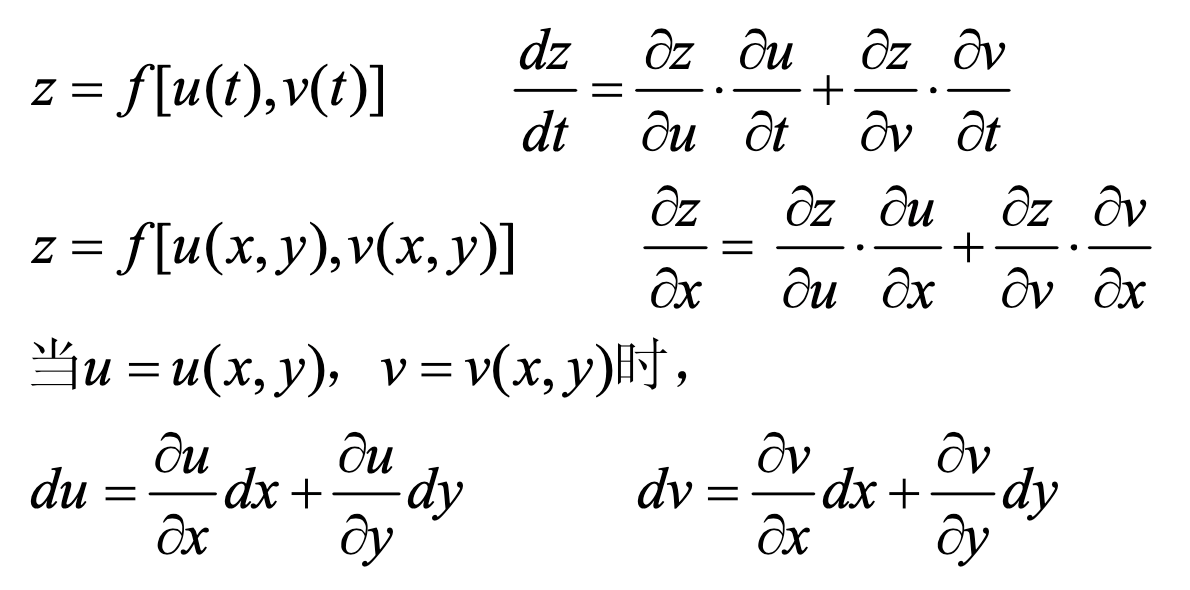 z = f[u(t),v(t)]  dz/dt = ∂z/∂u · ∂u/∂t + ∂z/∂v · ∂v/∂t
z = f[u(x,y),v(x,y)]  ∂z/∂x = ∂z/∂u · ∂u/∂x + ∂z/∂v · ∂v/∂x
当u = u(x,y)，v = v(x,y)时，
du = ∂u/∂x dx + ∂u/∂y dy  dv = ∂v/∂x dx + ∂v/∂y dy